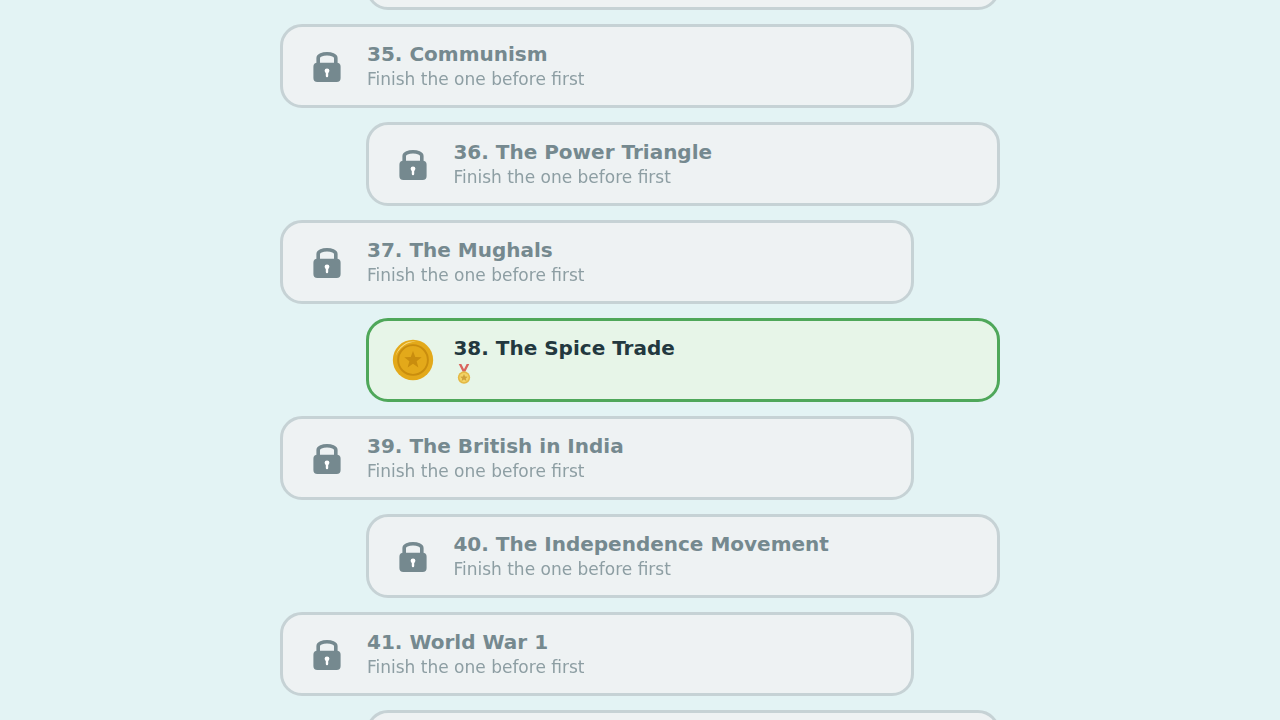 35. Communism
Finish the one before first
36. The Power Triangle
Finish the one before first
37. The Mughals
Finish the one before first
38. The Spice Trade
39. The British in India
Finish the one before first
40. The Independence Movement
Finish the one before first
41. World War 1
Finish the one before first